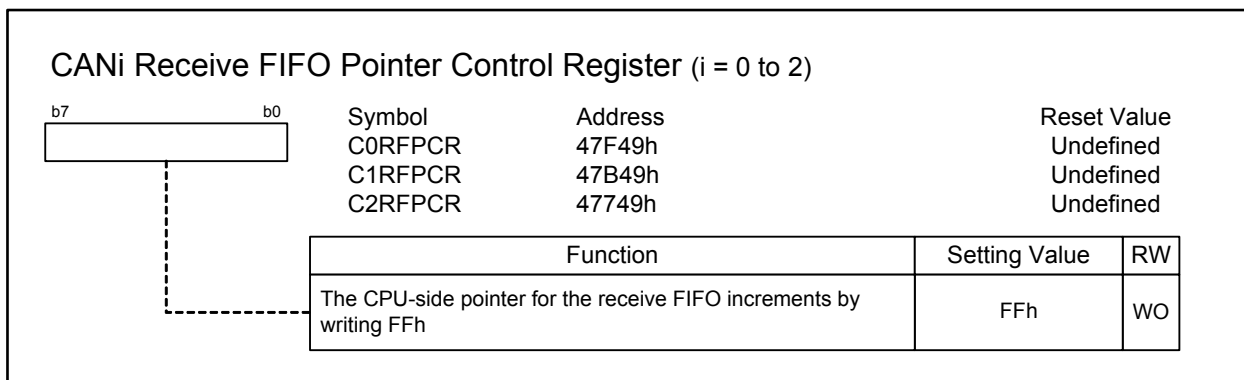 CANi Receive FIFO Pointer Control Register (i = 0 to 2)
b7 b0
Symbol Address Reset Value
C0RFPCR 47F49h Undefined
C1RFPCR 47B49h Undefined
C2RFPCR 47749h Undefined
Function Setting Value RW
The CPU-side pointer for the receive FIFO increments by
writing FFh
FFh WO